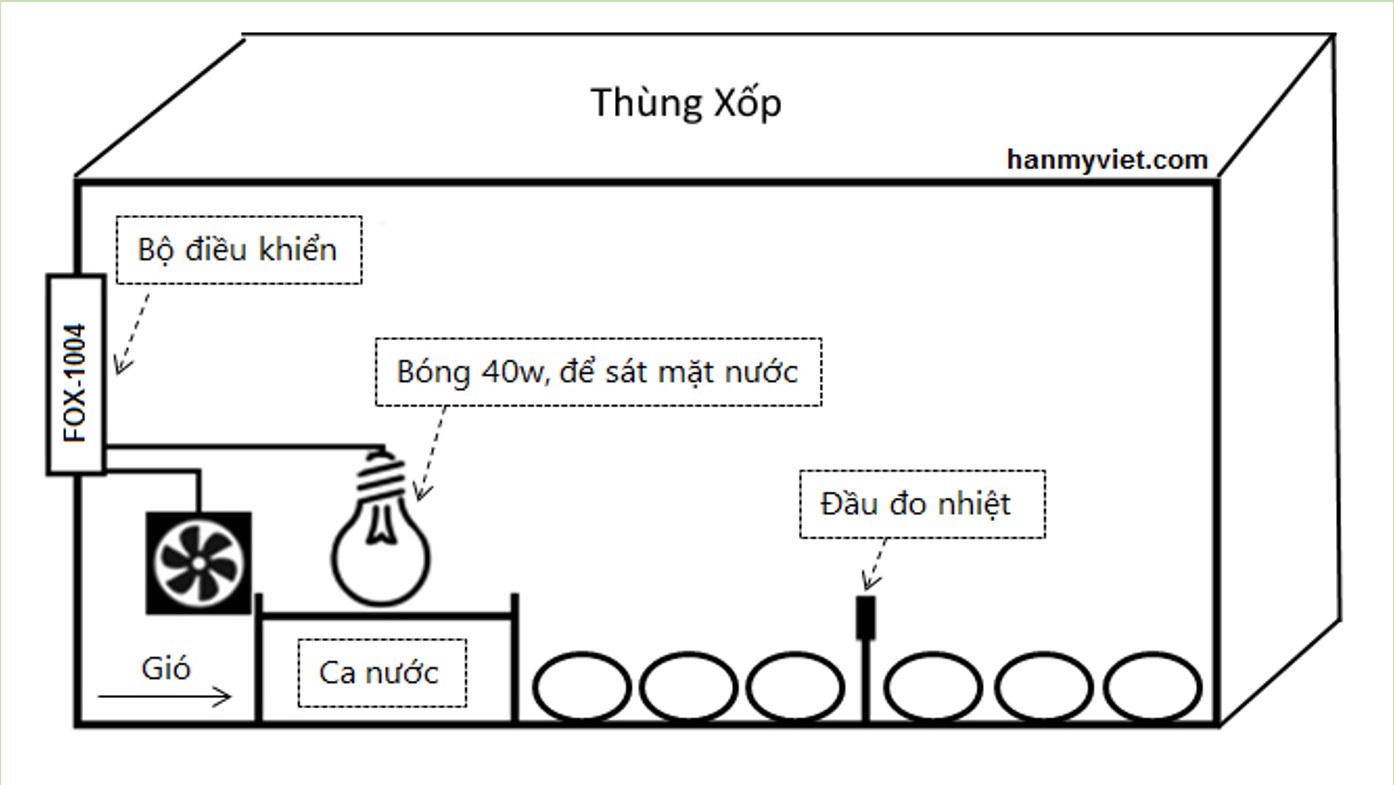 Thùng Xốp
hanmyviet.com
Bộ điều khiển
FOX-1004
Bóng 40w, để sát mặt nước
Đầu đo nhiệt
Gió
Ca nước